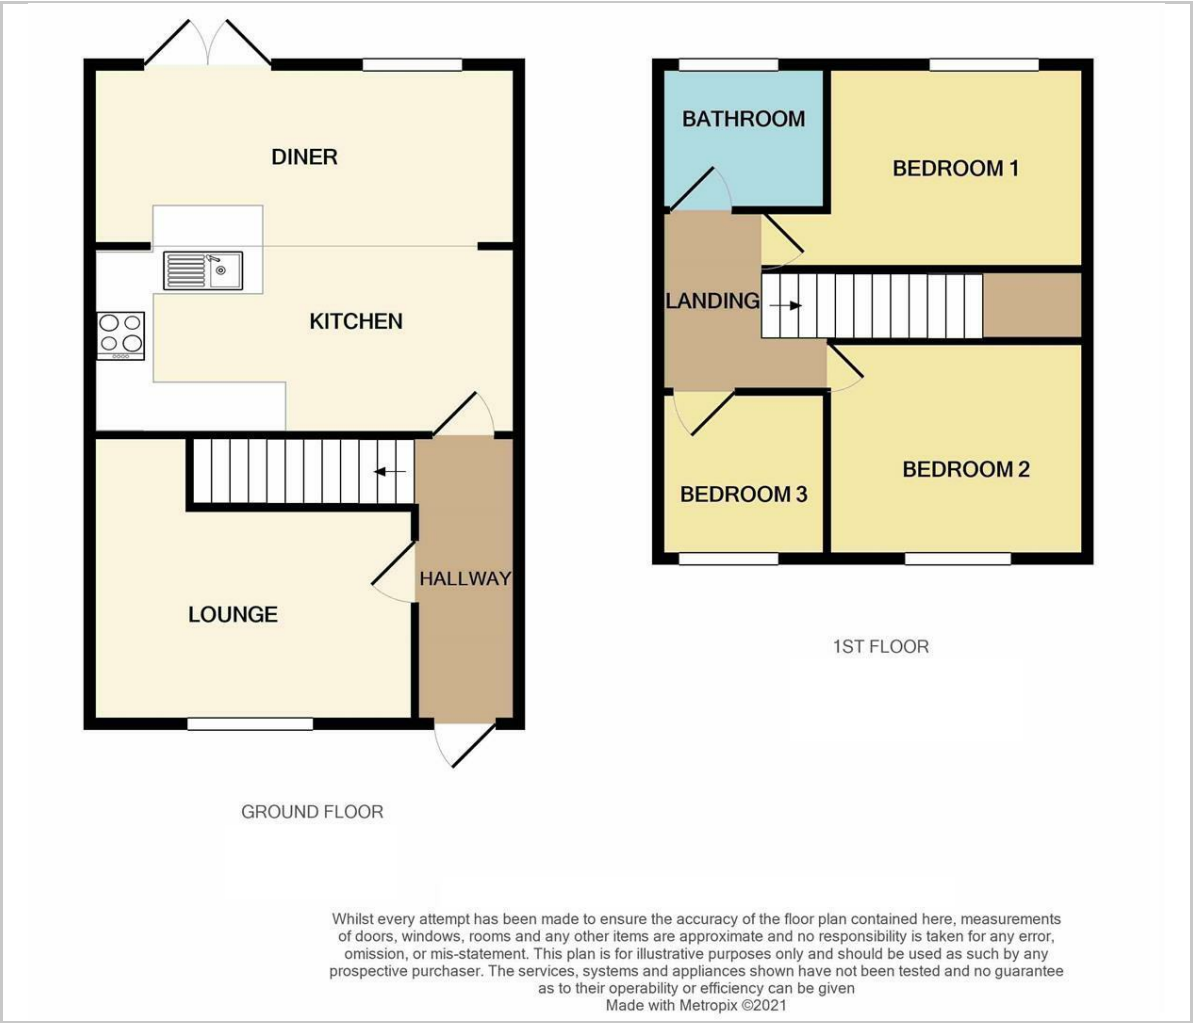 DINER
KITCHEN
LOUNGE
HALLWAY
GROUND FLOOR
BATHROOM
BEDROOM 1
LANDING
BEDROOM 2
BEDROOM 3
1ST FLOOR
Whilst every attempt has been made to ensure the accuracy of the floor plan contained here, measurements
of doors, windows, rooms and any other items are approximate and no responsibility is taken for any error,
omission, or mis-statement. This plan is for illustrative purposes only and should be used as such by any
prospective purchaser. The services, systems and appliances shown have not been tested and no guarantee
as to their operability or efficiency can be given
Made with Metropix ©2021